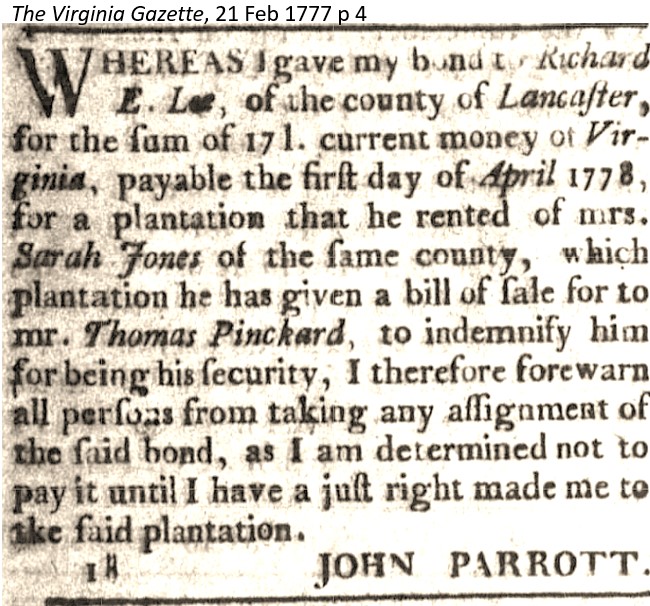 The Virginia Gazette, 21 Feb 1777 p 4
WHEREAS I gave my bond to Richard
E. Lee, of the county of Lancaſter,
for the ſum of 17 l. current money of Vir-
ginia, payable the firſt day of April 1778,
for a plantation that he rented of mrs.
Sarah Jones of the ſame county, which
plantation he has given a bill of ſale for to
mr. Thomas Pinckard, to indemnify him
for being his ſecurity, I therefore forewarn
all perſons from taking any aſſignment of
the ſaid bond, as I am determined not to
pay it until I have a juſt right made me to
the ſaid plantation.
JOHN PARROTT.